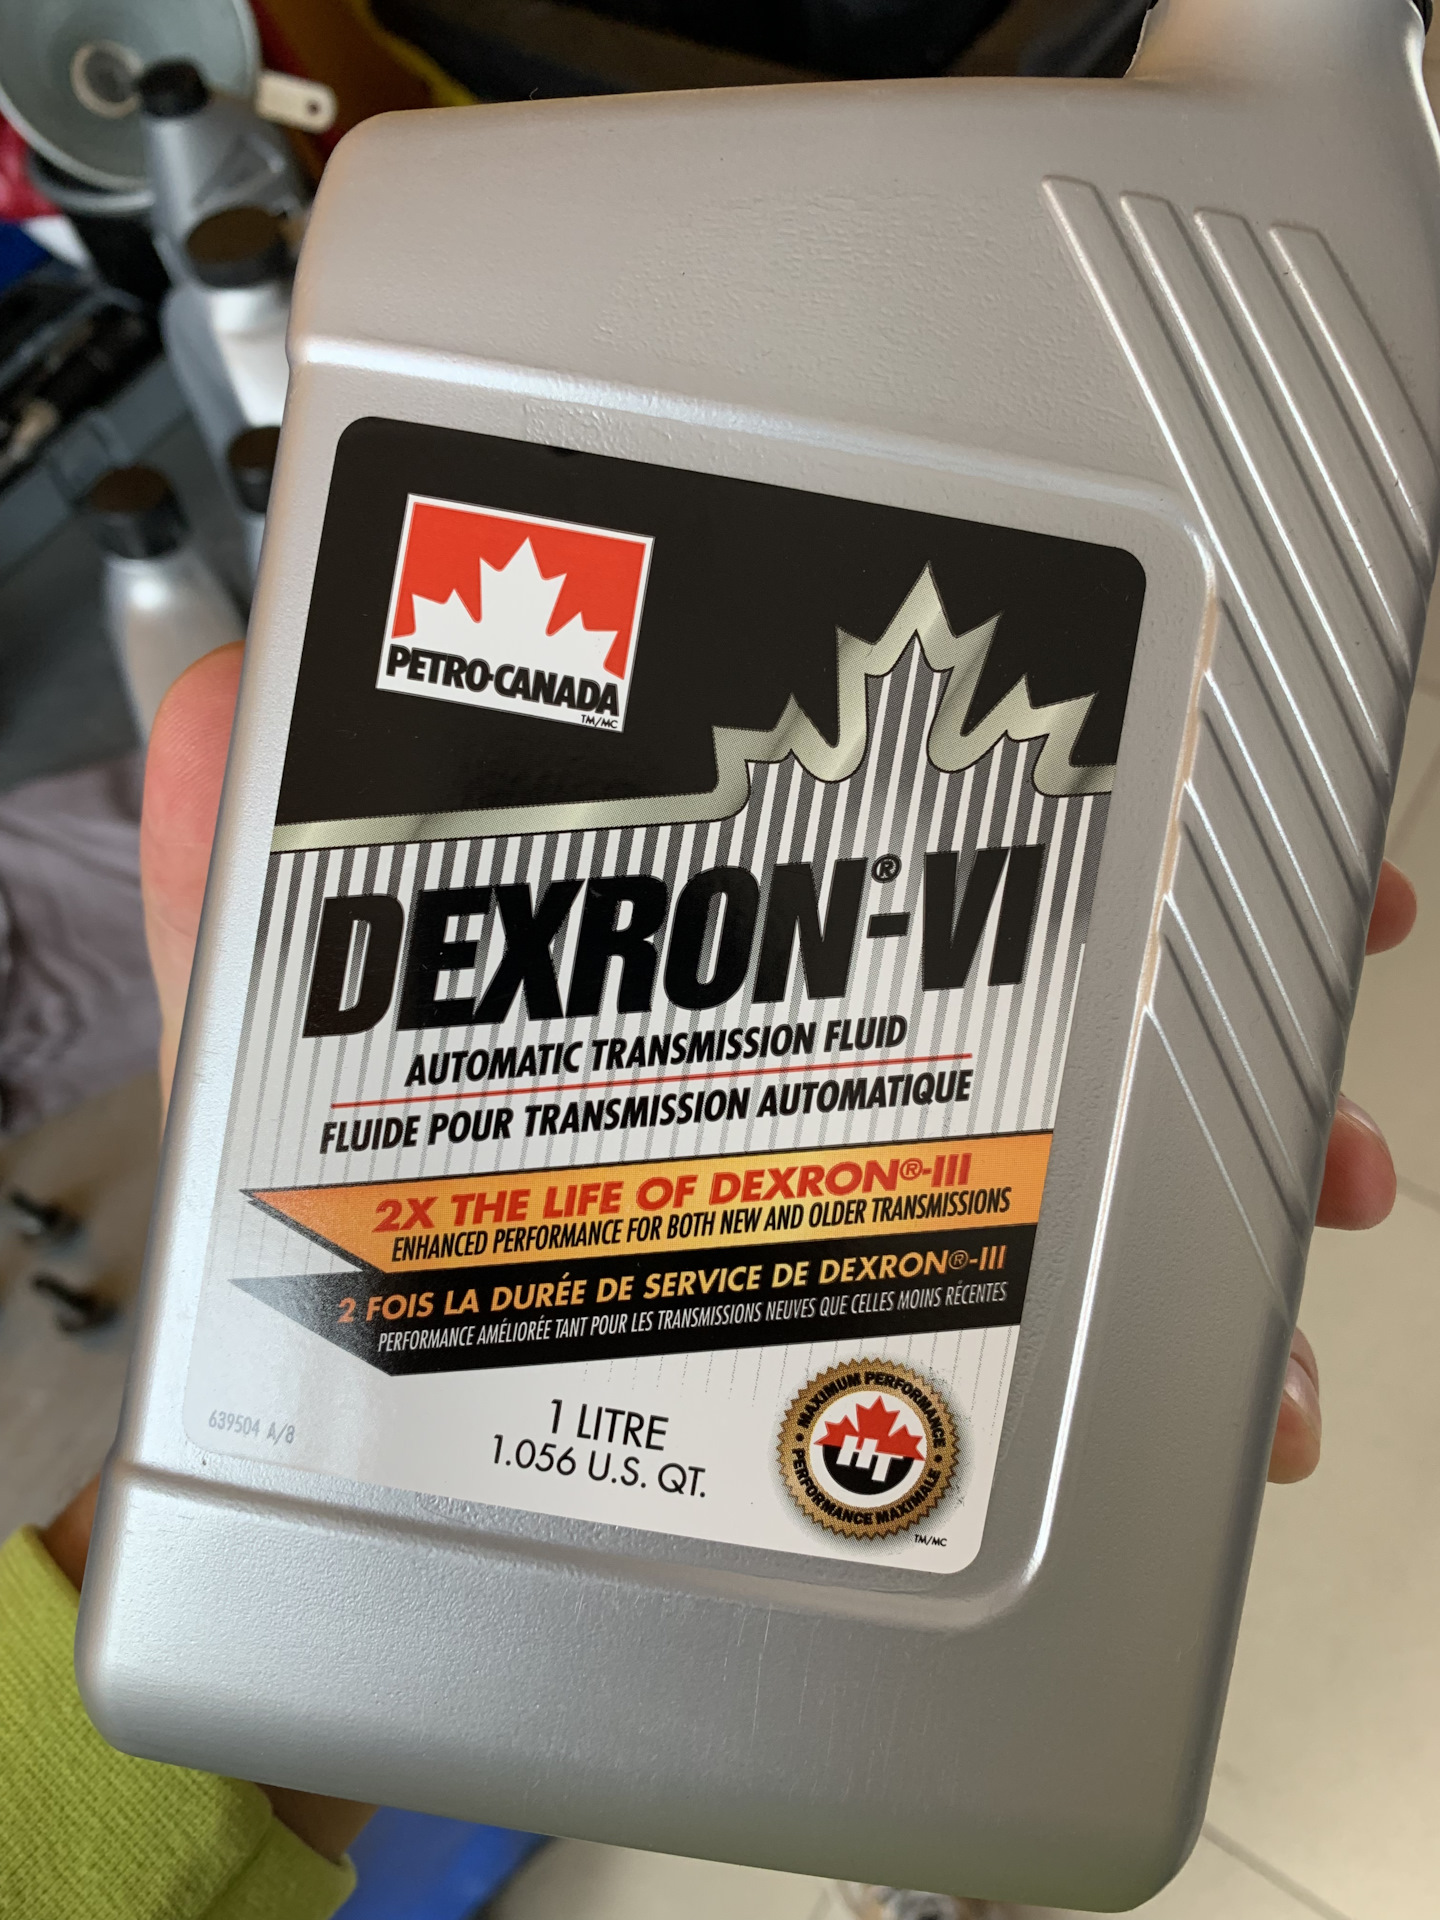 PETRO-CANADA
TM/MC
DEXRON®-VI
AUTOMATIC TRANSMISSION FLUID
FLUIDE POUR TRANSMISSION AUTOMATIQUE
2X THE LIFE OF DEXRON®-III
ENHANCED PERFORMANCE FOR BOTH NEW AND OLDER TRANSMISSIONS
2 FOIS LA DURÉE DE SERVICE DE DEXRON®-III
PERFORMANCE AMÉLIORÉE TANT POUR LES TRANSMISSIONS NEUVES QUE CELLES MOINS RÉCENTES
639504 A/8
1 LITRE
1.056 U.S. QT.
MAXIMUM PERFORMANCE
HT
PERFORMANCE MAXIMALE
TM/MC